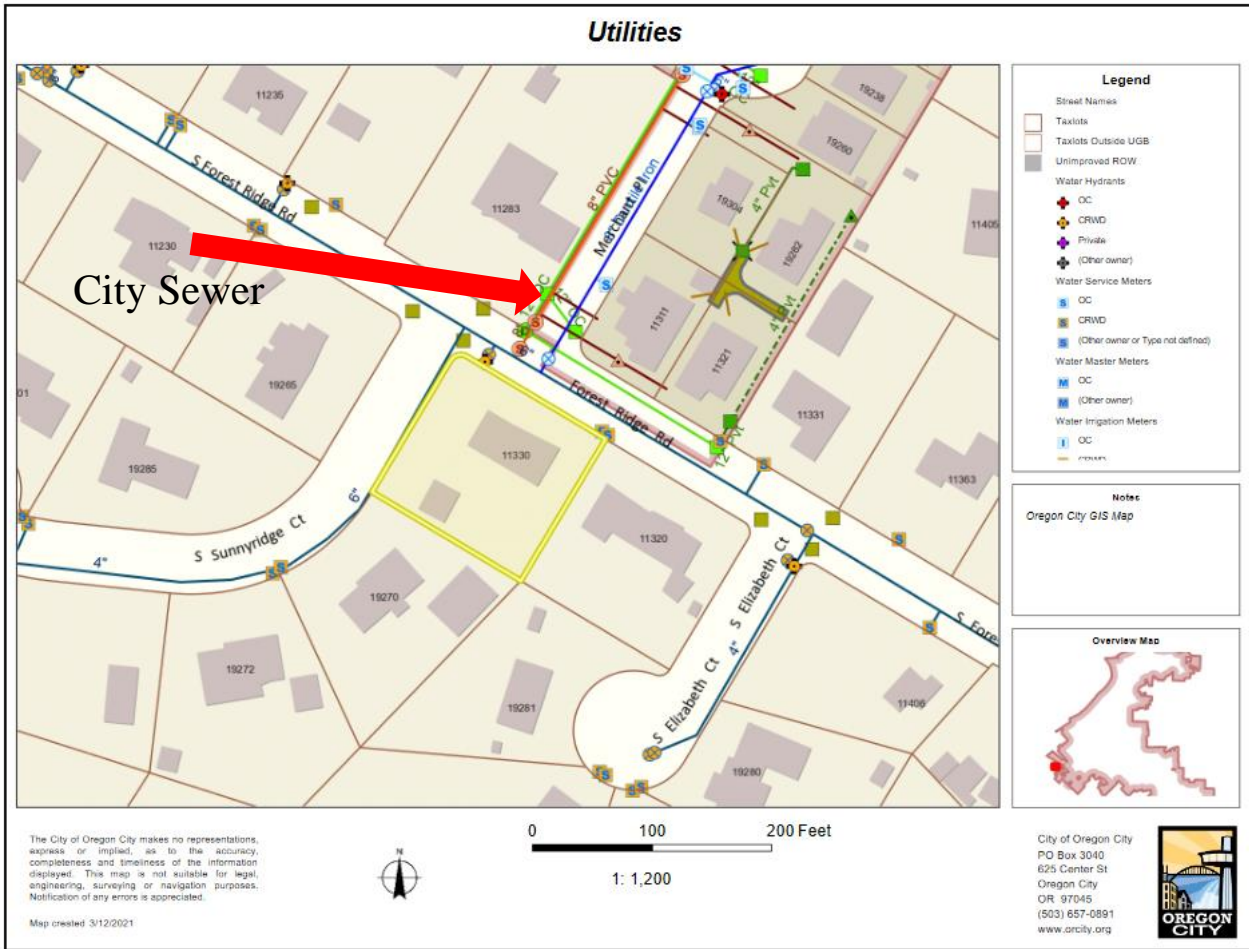 Utilities
11235
S Forest Ridge Rd
11230
11283
8" PVC
Merchant Pl
19238
19260
19304
4" Pvt
19282
11405
City Sewer
12" OC
11311
4" Pvt
11321
19265
11331
Forest Ridge Rd
12" Pvt
11330
11363
19285
6"
11320
S Sunnyridge Ct
4"
S Elizabeth Ct
4"
19270
19272
19281
S Elizabeth Ct
11406
19280
Legend
Street Names
Taxlots
Taxlots Outside UGB
Unimproved ROW
Water Hydrants
OC
CRWD
Private
(Other owner)
Water Service Meters
OC
CRWD
(Other owner or Type not defined)
Water Master Meters
OC
(Other owner)
Water Irrigation Meters
OC
Notes
Oregon City GIS Map
Overview Map
The City of Oregon City makes no representations,
express or implied, as to the accuracy,
completeness and timeliness of the information
displayed. This map is not suitable for legal,
engineering, surveying or navigation purposes.
Notification of any errors is appreciated.
Map created 3/12/2021
N
0 100 200 Feet
1: 1,200
City of Oregon City
PO Box 3040
625 Center St
Oregon City
OR 97045
(503) 657-0891
www.orcity.org
OREGON
CITY